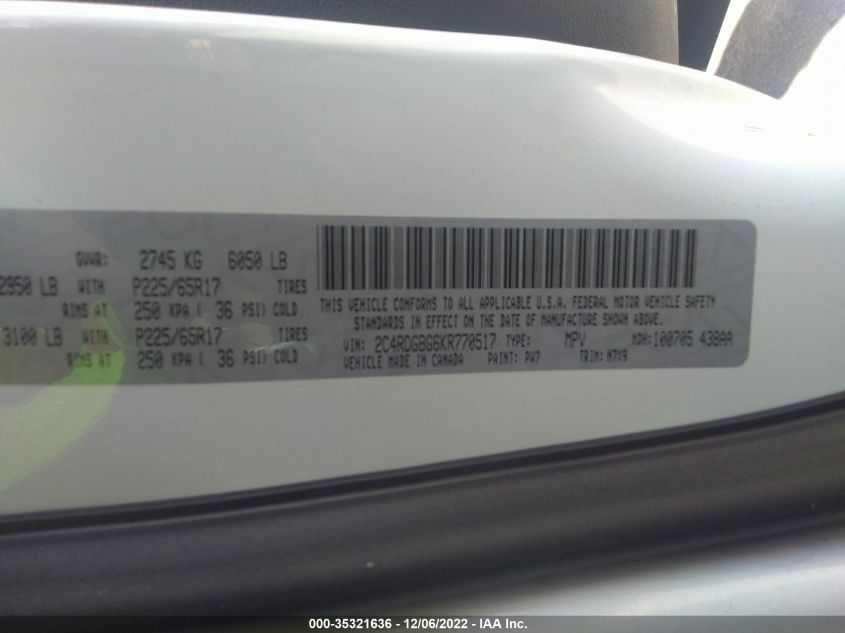 GVWR: 2745 KG 6050 LB
2950 LB WITH P225/65R17 TIRES
RIMS AT 250 KPA ( 36 PSI) COLD
3100 LB WITH P225/65R17 TIRES
RIMS AT 250 KPA ( 36 PSI) COLD
THIS VEHICLE CONFORMS TO ALL APPLICABLE U.S.A. FEDERAL MOTOR VEHICLE SAFETY
STANDARDS IN EFFECT ON THE DATE OF MANUFACTURE SHOWN ABOVE.
VIN: 2C4RDGBG6KR770517 TYPE: MPV MDH: 100705 438AA
VEHICLE MADE IN CANADA PAINT: PW7 TRIM: M7X9
000-35321636 - 12/06/2022 - IAA Inc.